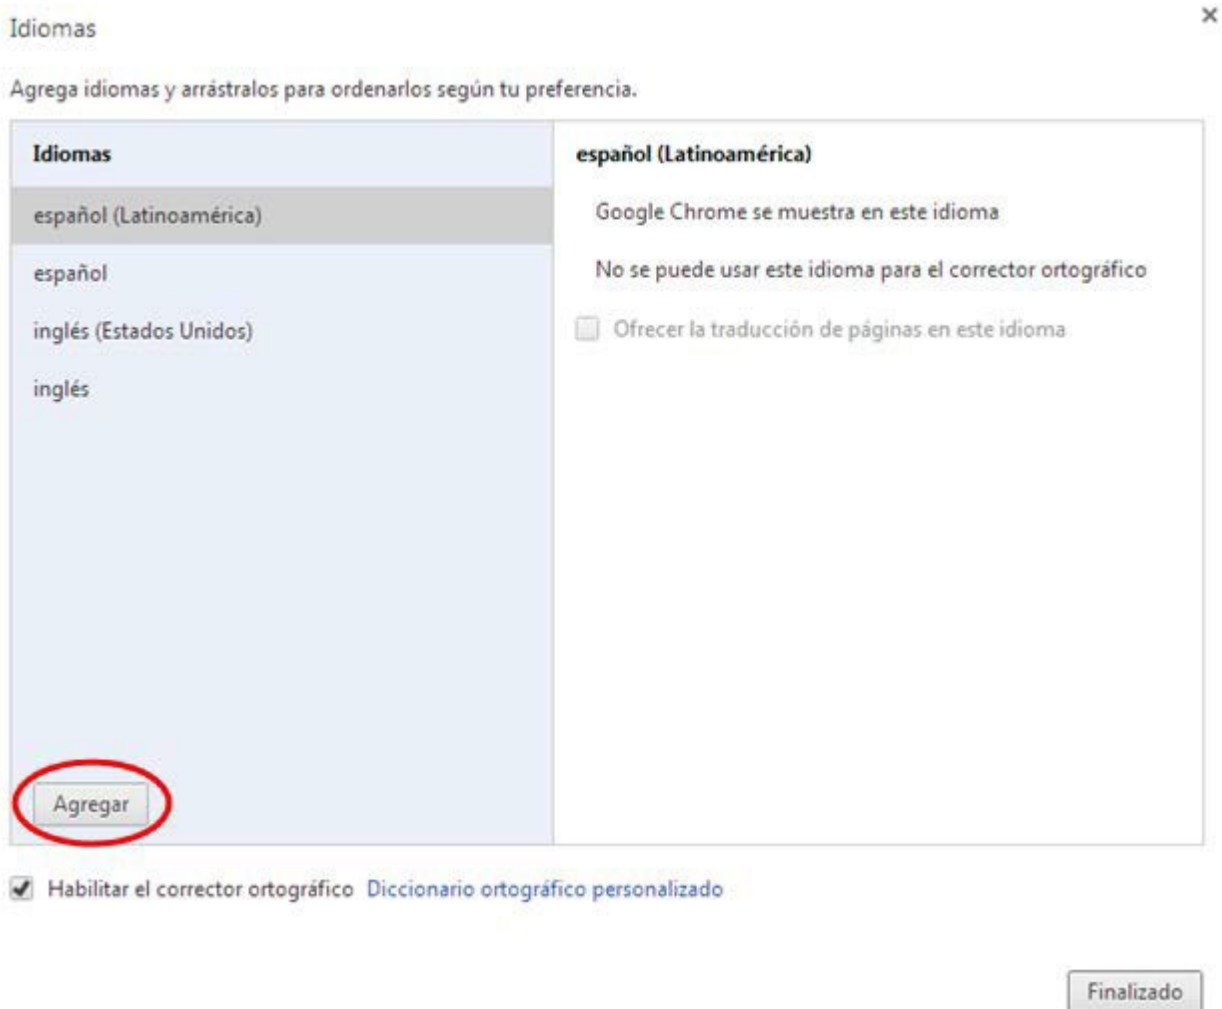 Idiomas
Agrega idiomas y arrástralos para ordenarlos según tu preferencia.
Idiomas
español (Latinoamérica)
español
inglés (Estados Unidos)
inglés
Agregar
español (Latinoamérica)
Google Chrome se muestra en este idioma
No se puede usar este idioma para el corrector ortográfico
Ofrecer la traducción de páginas en este idioma
Habilitar el corrector ortográfico Diccionario ortográfico personalizado
Finalizado